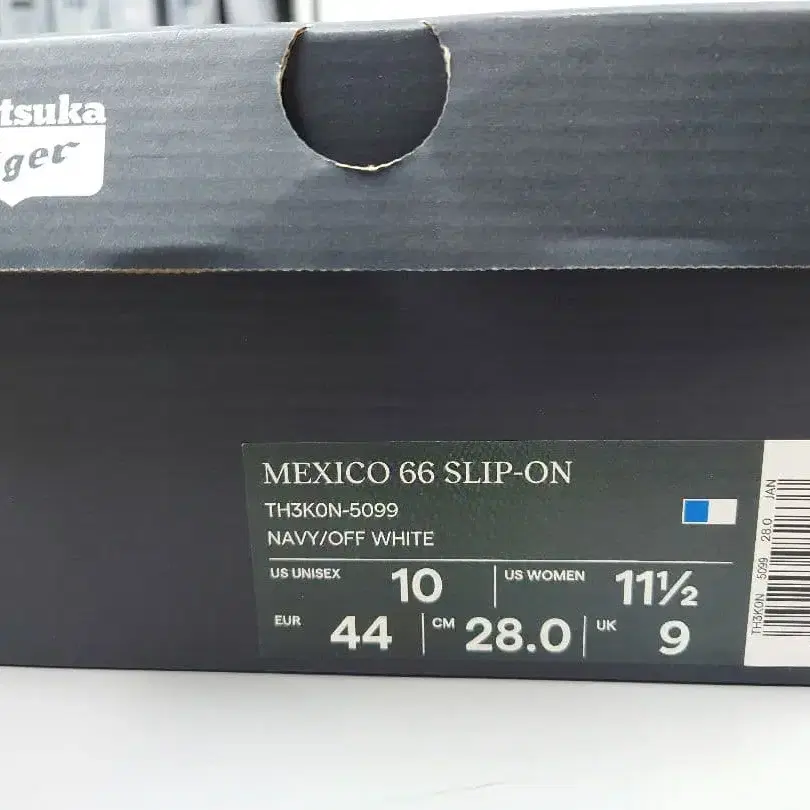 tsuka
ger
MEXICO 66 SLIP-ON
TH3K0N-5099
NAVY/OFF WHITE
US UNISEX 10 US WOMEN 11½
EUR 44 CM 28.0 UK 9
TH3K0N 5099 28.0 JAN